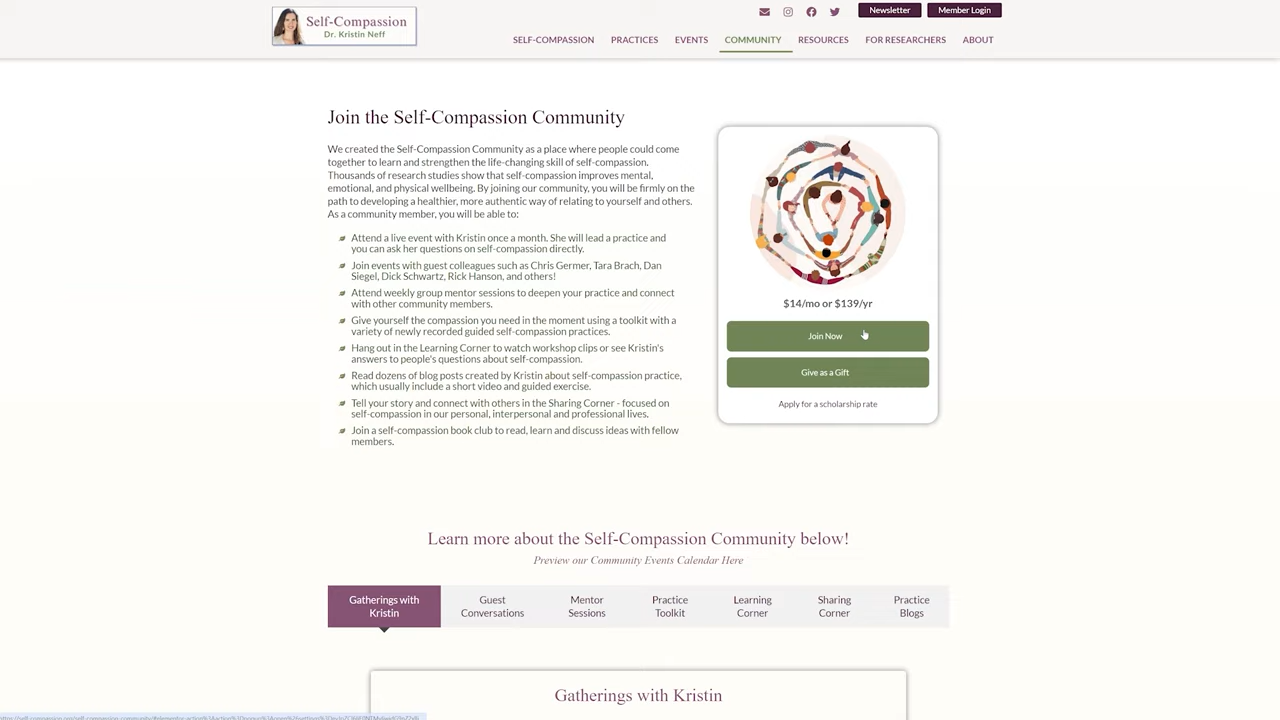 Self-Compassion
Dr. Kristin Neff
Newsletter
Member Login
SELF-COMPASSION
PRACTICES
EVENTS
COMMUNITY
RESOURCES
FOR RESEARCHERS
ABOUT
Join the Self-Compassion Community
We created the Self-Compassion Community as a place where people could come
together to learn and strengthen the life-changing skill of self-compassion.
Thousands of research studies show that self-compassion improves mental,
emotional, and physical wellbeing. By joining our community, you will be firmly on the
path to developing a healthier, more authentic way of relating to yourself and others.
As a community member, you will be able to:
Attend a live event with Kristin once a month. She will lead a practice and
you can ask her questions on self-compassion directly.
Join events with guest colleagues such as Chris Germer, Tara Brach, Dan
Siegel, Dick Schwartz, Rick Hanson, and others!
Attend weekly group mentor sessions to deepen your practice and connect
with other community members.
Give yourself the compassion you need in the moment using a toolkit with a
variety of newly recorded guided self-compassion practices.
Hang out in the Learning Corner to watch workshop clips or see Kristin's
answers to people's questions about self-compassion.
Read dozens of blog posts created by Kristin about self-compassion practice,
which usually include a short video and guided exercise.
Tell your story and connect with others in the Sharing Corner - focused on
self-compassion in our personal, interpersonal and professional lives.
Join a self-compassion book club to read, learn and discuss ideas with fellow
members.
$14/mo or $139/yr
Join Now
Give as a Gift
Apply for a scholarship rate
Learn more about the Self-Compassion Community below!
Preview our Community Events Calendar Here
Gatherings with
Kristin
Guest
Conversations
Mentor
Sessions
Practice
Toolkit
Learning
Corner
Sharing
Corner
Practice
Blogs
Gatherings with Kristin